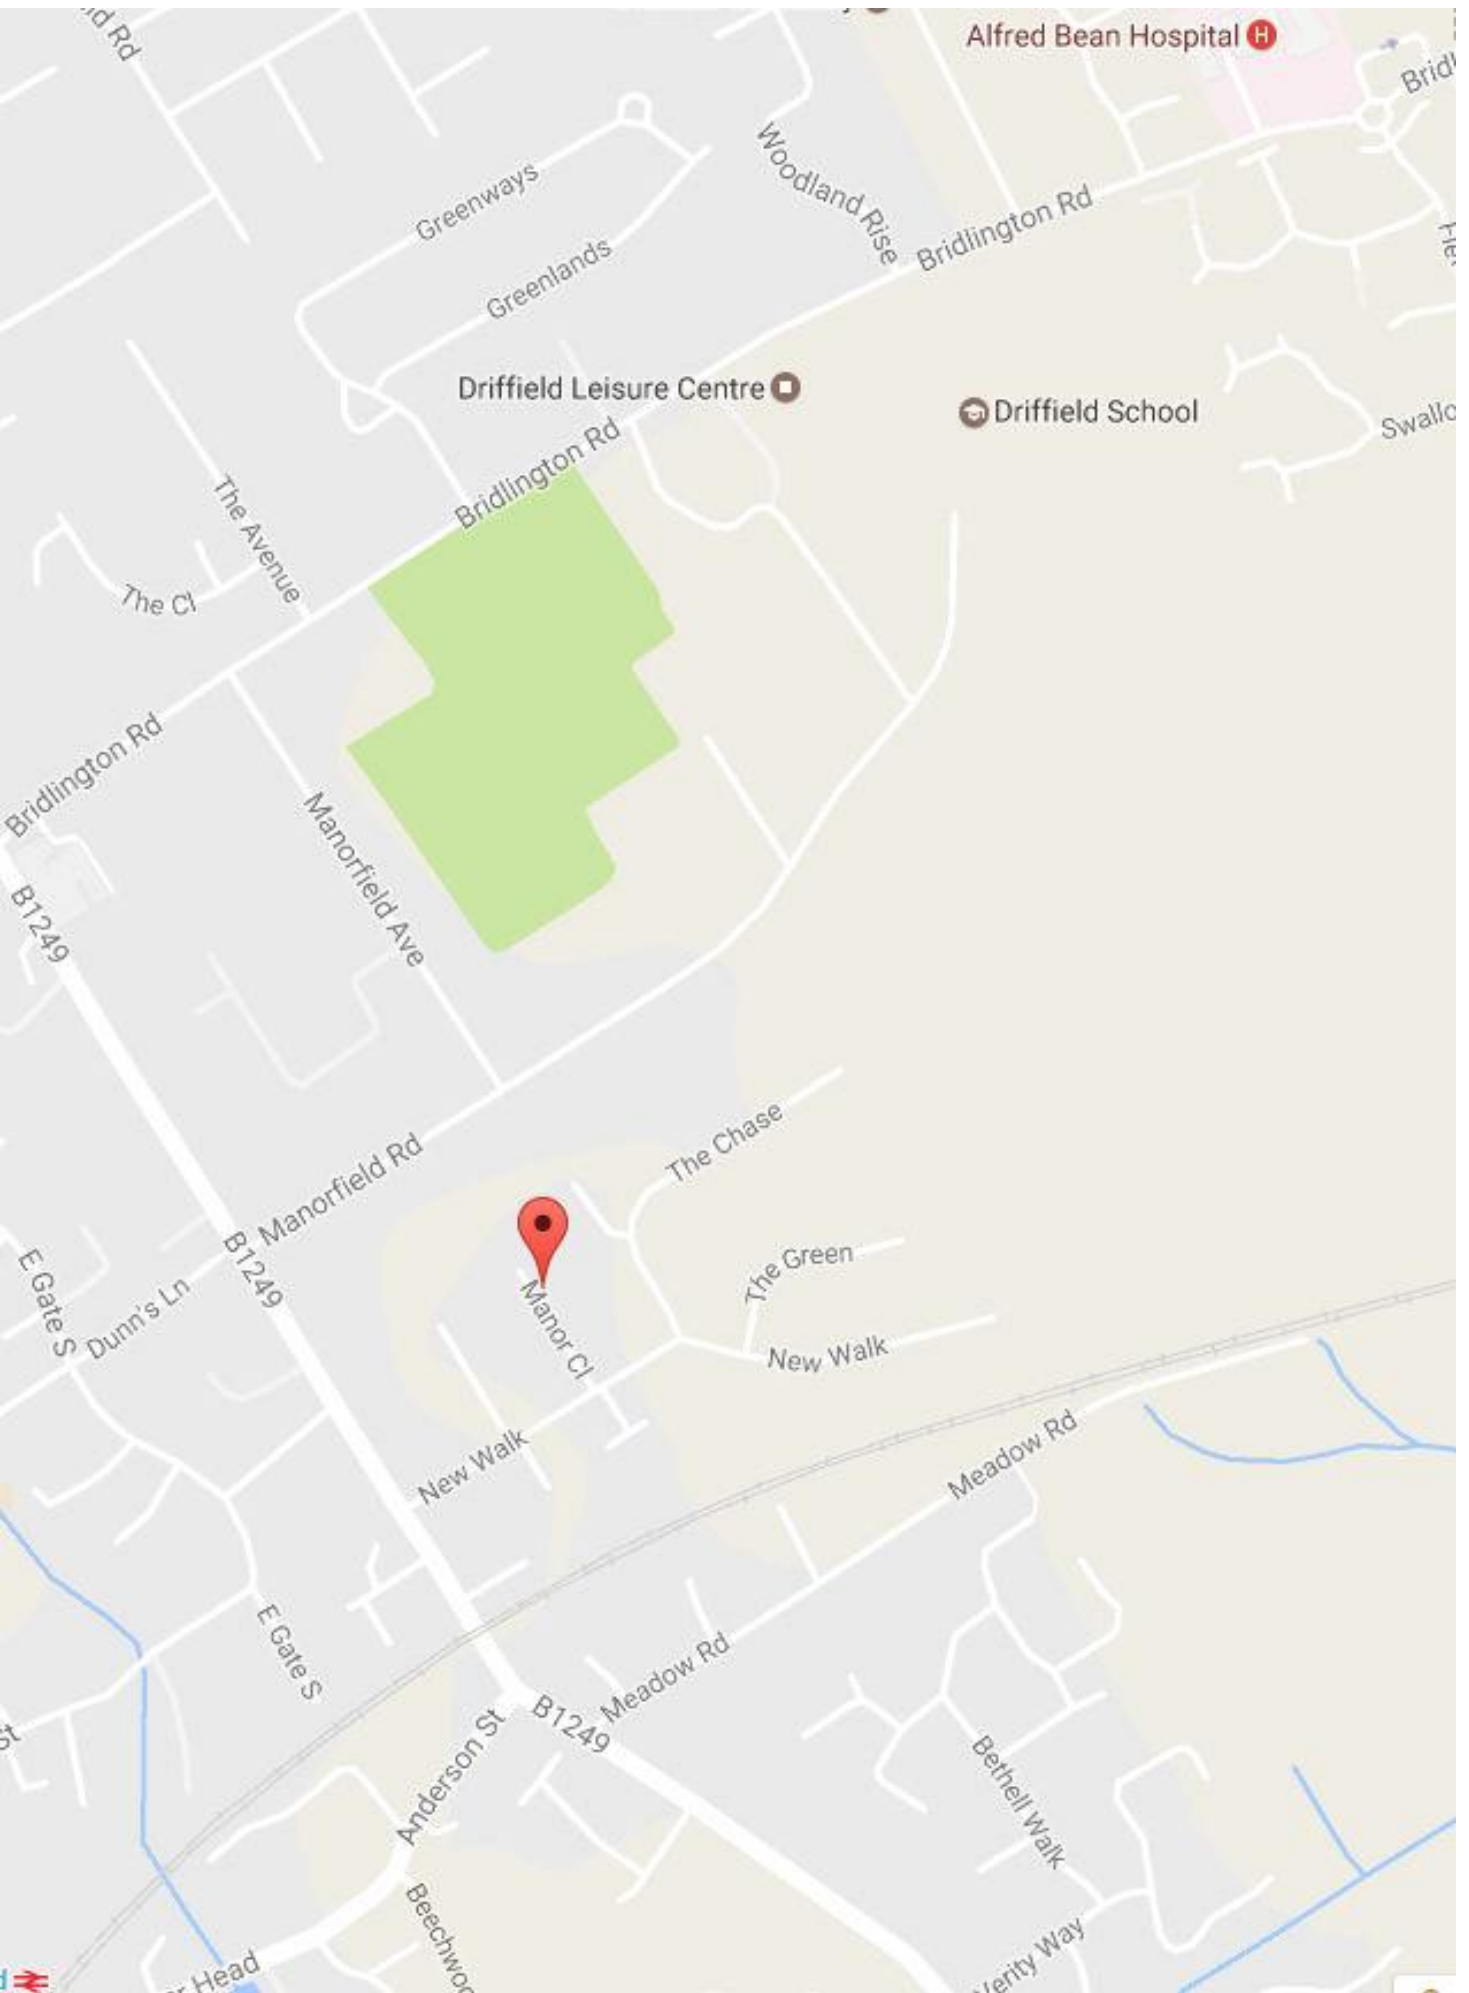 Alfred Bean Hospital H
Woodland Rise
Greenways
Bridlington Rd
Greenlands
Driffield Leisure Centre
Driffield School
Bridlington Rd
The Avenue
The Cl
Bridlington Rd
Manorfield Ave
B1249
The Chase
Manorfield Rd
B1249
E Gate S
Dunn's Ln
The Green
Manor Cl
New Walk
New Walk
Meadow Rd
E Gate S
Meadow Rd
B1249
Anderson St
Bethell Walk
Verity Way
Head